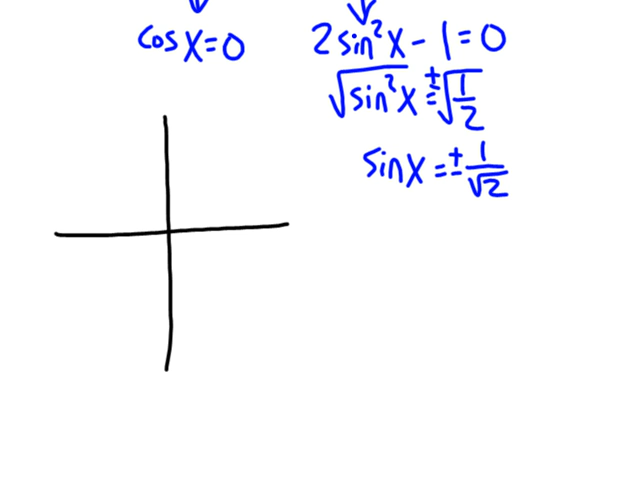 cos x = 0
2 sin²x - 1 = 0
√sin²x = ±√1/2
sin x = ± 1/√2